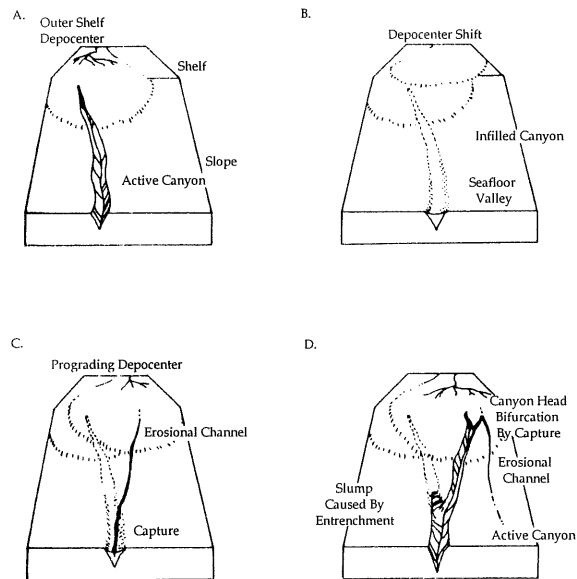 A.
Outer Shelf
Depocenter
Shelf
Slope
Active Canyon
B.
Depocenter Shift
Infilled Canyon
Seafloor
Valley
C.
Prograding Depocenter
Erosional Channel
Capture
D.
Canyon Head
Bifurcation
By Capture
Erosional
Channel
Slump
Caused By
Entrenchment
Active Canyon